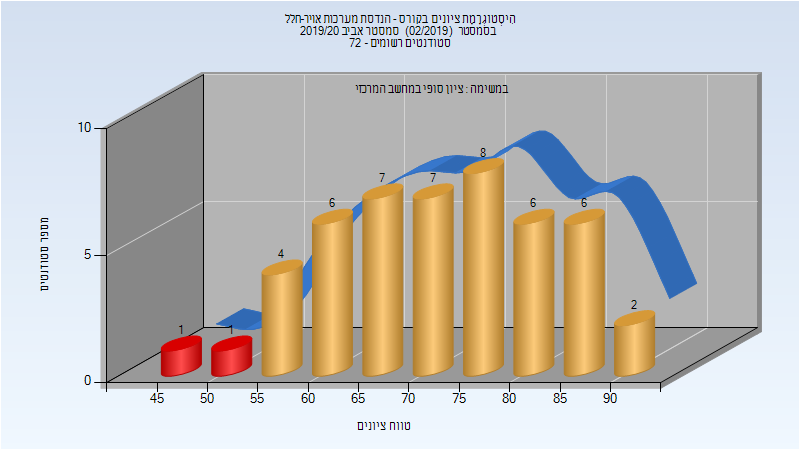 היסטוגרמת ציונים בקורס - הנדסת מערכות אויר-חלל
בסמסטר (02/2019) סמסטר אביב 2019/20
סטודנטים רשומים - 72
במשימה : ציון סופי במחשב המרכזי
מספר סטודנטים
10
5
0
1
1
4
6
7
7
8
6
6
2
45 50 55 60 65 70 75 80 85 90
טווח ציונים